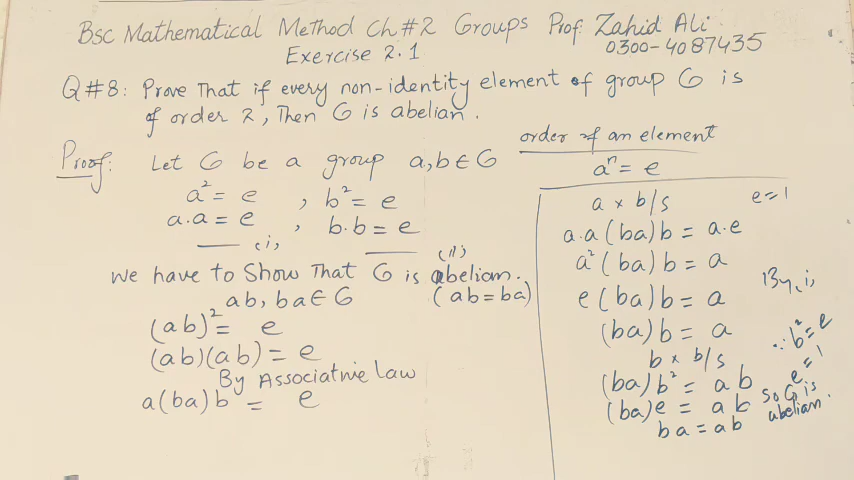 Bsc Mathematical Method Ch#2 Groups Prof. Zahid Ali
0300-4087435
Exercise 2.1
Q#8: Prove That if every non-identity element of group G is
of order 2, Then G is abelian.
Proof: Let G be a group a,b∈G
a² = e , b² = e
a.a = e , b.b = e
(i) (ii)
we have to Show That G is abelian.
ab, ba∈G (ab=ba)
(ab)² = e
(ab)(ab) = e
By Associative Law
a(ba)b = e
order of an element
aⁿ = e
a × b/s e=1
a.a(ba)b = a.e
a²(ba)b = a
e(ba)b = a By, i,
(ba)b = a
b × b/s ∵ b²=e
(ba)b² = ab e=1
(ba)e = ab So G is
ba = ab abelian.